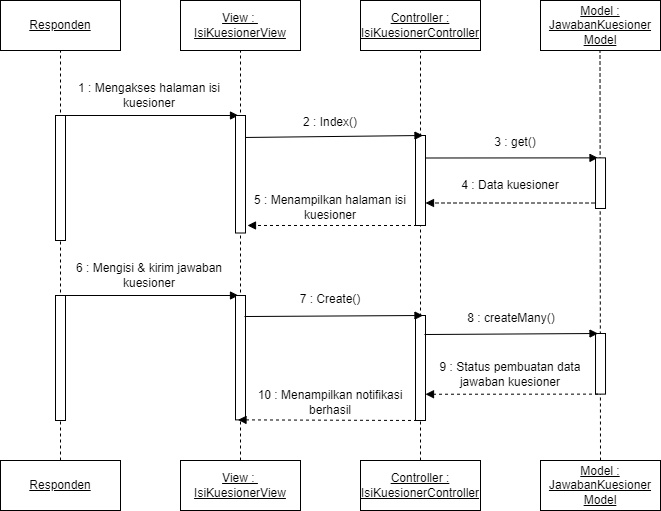 Responden
View :
IsiKuesionerView
Controller :
IsiKuesionerController
Model :
JawabanKuesioner
Model
1 : Mengakses halaman isi
kuesioner
2 : Index()
3 : get()
4 : Data kuesioner
5 : Menampilkan halaman isi
kuesioner
6 : Mengisi & kirim jawaban
kuesioner
7 : Create()
8 : createMany()
9 : Status pembuatan data
jawaban kuesioner
10 : Menampilkan notifikasi
berhasil
Responden
View :
IsiKuesionerView
Controller :
IsiKuesionerController
Model :
JawabanKuesioner
Model